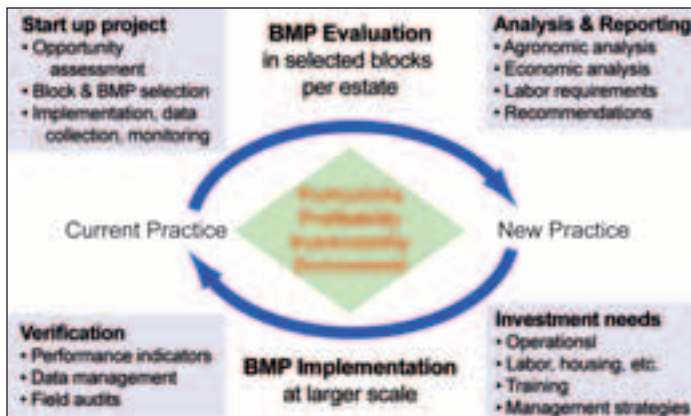 Start up project
• Opportunity
assessment
• Block & BMP selection
• Implementation, data
collection, monitoring
BMP Evaluation
in selected blocks
per estate
Analysis & Reporting
• Agronomic analysis
• Economic analysis
• Labor requirements
• Recommendations
Current Practice
Profitability
New Practice
Verification
• Performance indicators
• Data management
• Field audits
BMP Implementation
at larger scale
Investment needs
• Operational
• Labor, housing, etc.
• Training
• Management strategies